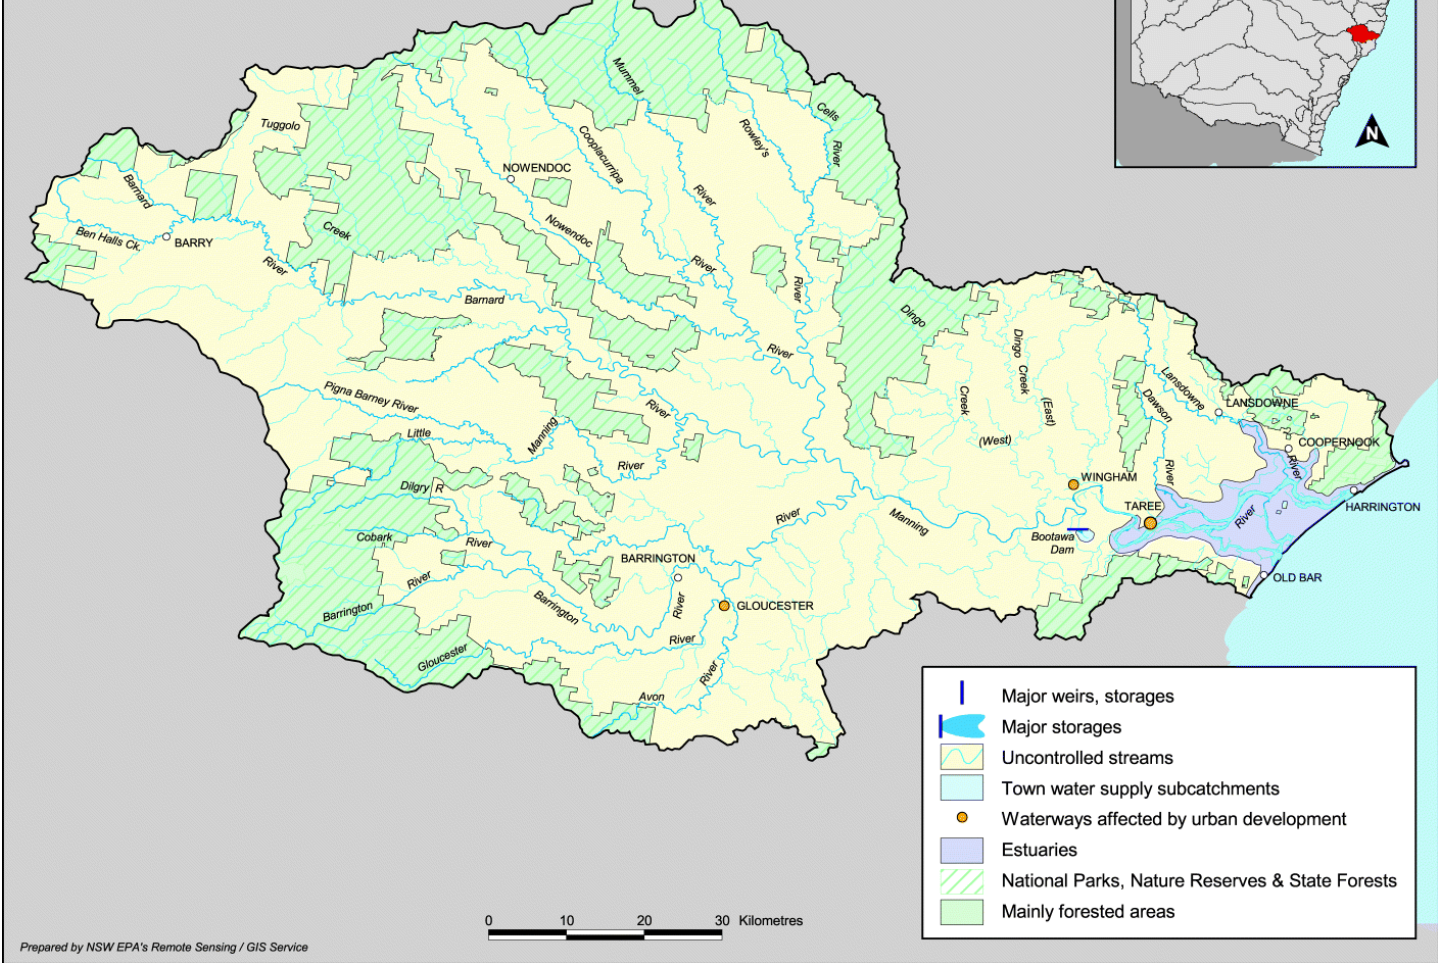 N
Mummel
Cells
River
Rowley's
Tuggolo
Cooplacurripa
NOWENDOC
Barnard
River
Nowendoc
Creek
Ben Halls Ck.
BARRY
River
River
River
Barnard
Dingo
River
Dingo
Creek
(East)
Lansdowne
Pigna Barney River
River
Creek
Dawson
LANSDOWNE
Little
Manning
(West)
COOPERNOOK
River
River
River
WINGHAM
Dilgry R
TAREE
HARRINGTON
River
Manning
River
Cobark
River
Bootawa
Dam
BARRINGTON
OLD BAR
River
Barrington
River
GLOUCESTER
Barrington
River
Gloucester
River
Avon
Major weirs, storages
Major storages
Uncontrolled streams
Town water supply subcatchments
Waterways affected by urban development
Estuaries
National Parks, Nature Reserves & State Forests
Mainly forested areas
0 10 20 30 Kilometres
Prepared by NSW EPA's Remote Sensing / GIS Service